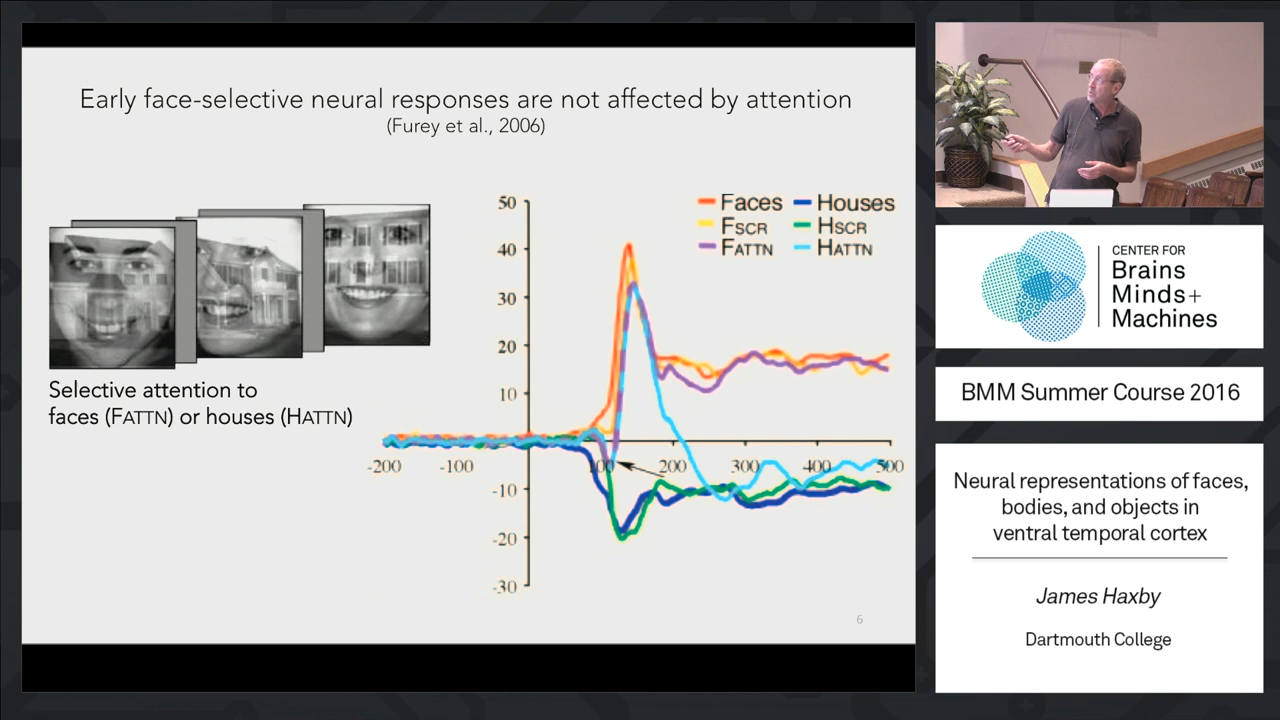 Early face-selective neural responses are not affected by attention
(Furey et al., 2006)
Selective attention to
faces (FATTN) or houses (HATTN)
Faces
Houses
FSCR
HSCR
FATTN
HATTN
50
40
30
20
10
-10
-20
-30
-200
-100
100
200
300
400
500
6
CENTER FOR
Brains
Minds+
Machines
BMM Summer Course 2016
Neural representations of faces,
bodies, and objects in
ventral temporal cortex
James Haxby
Dartmouth College